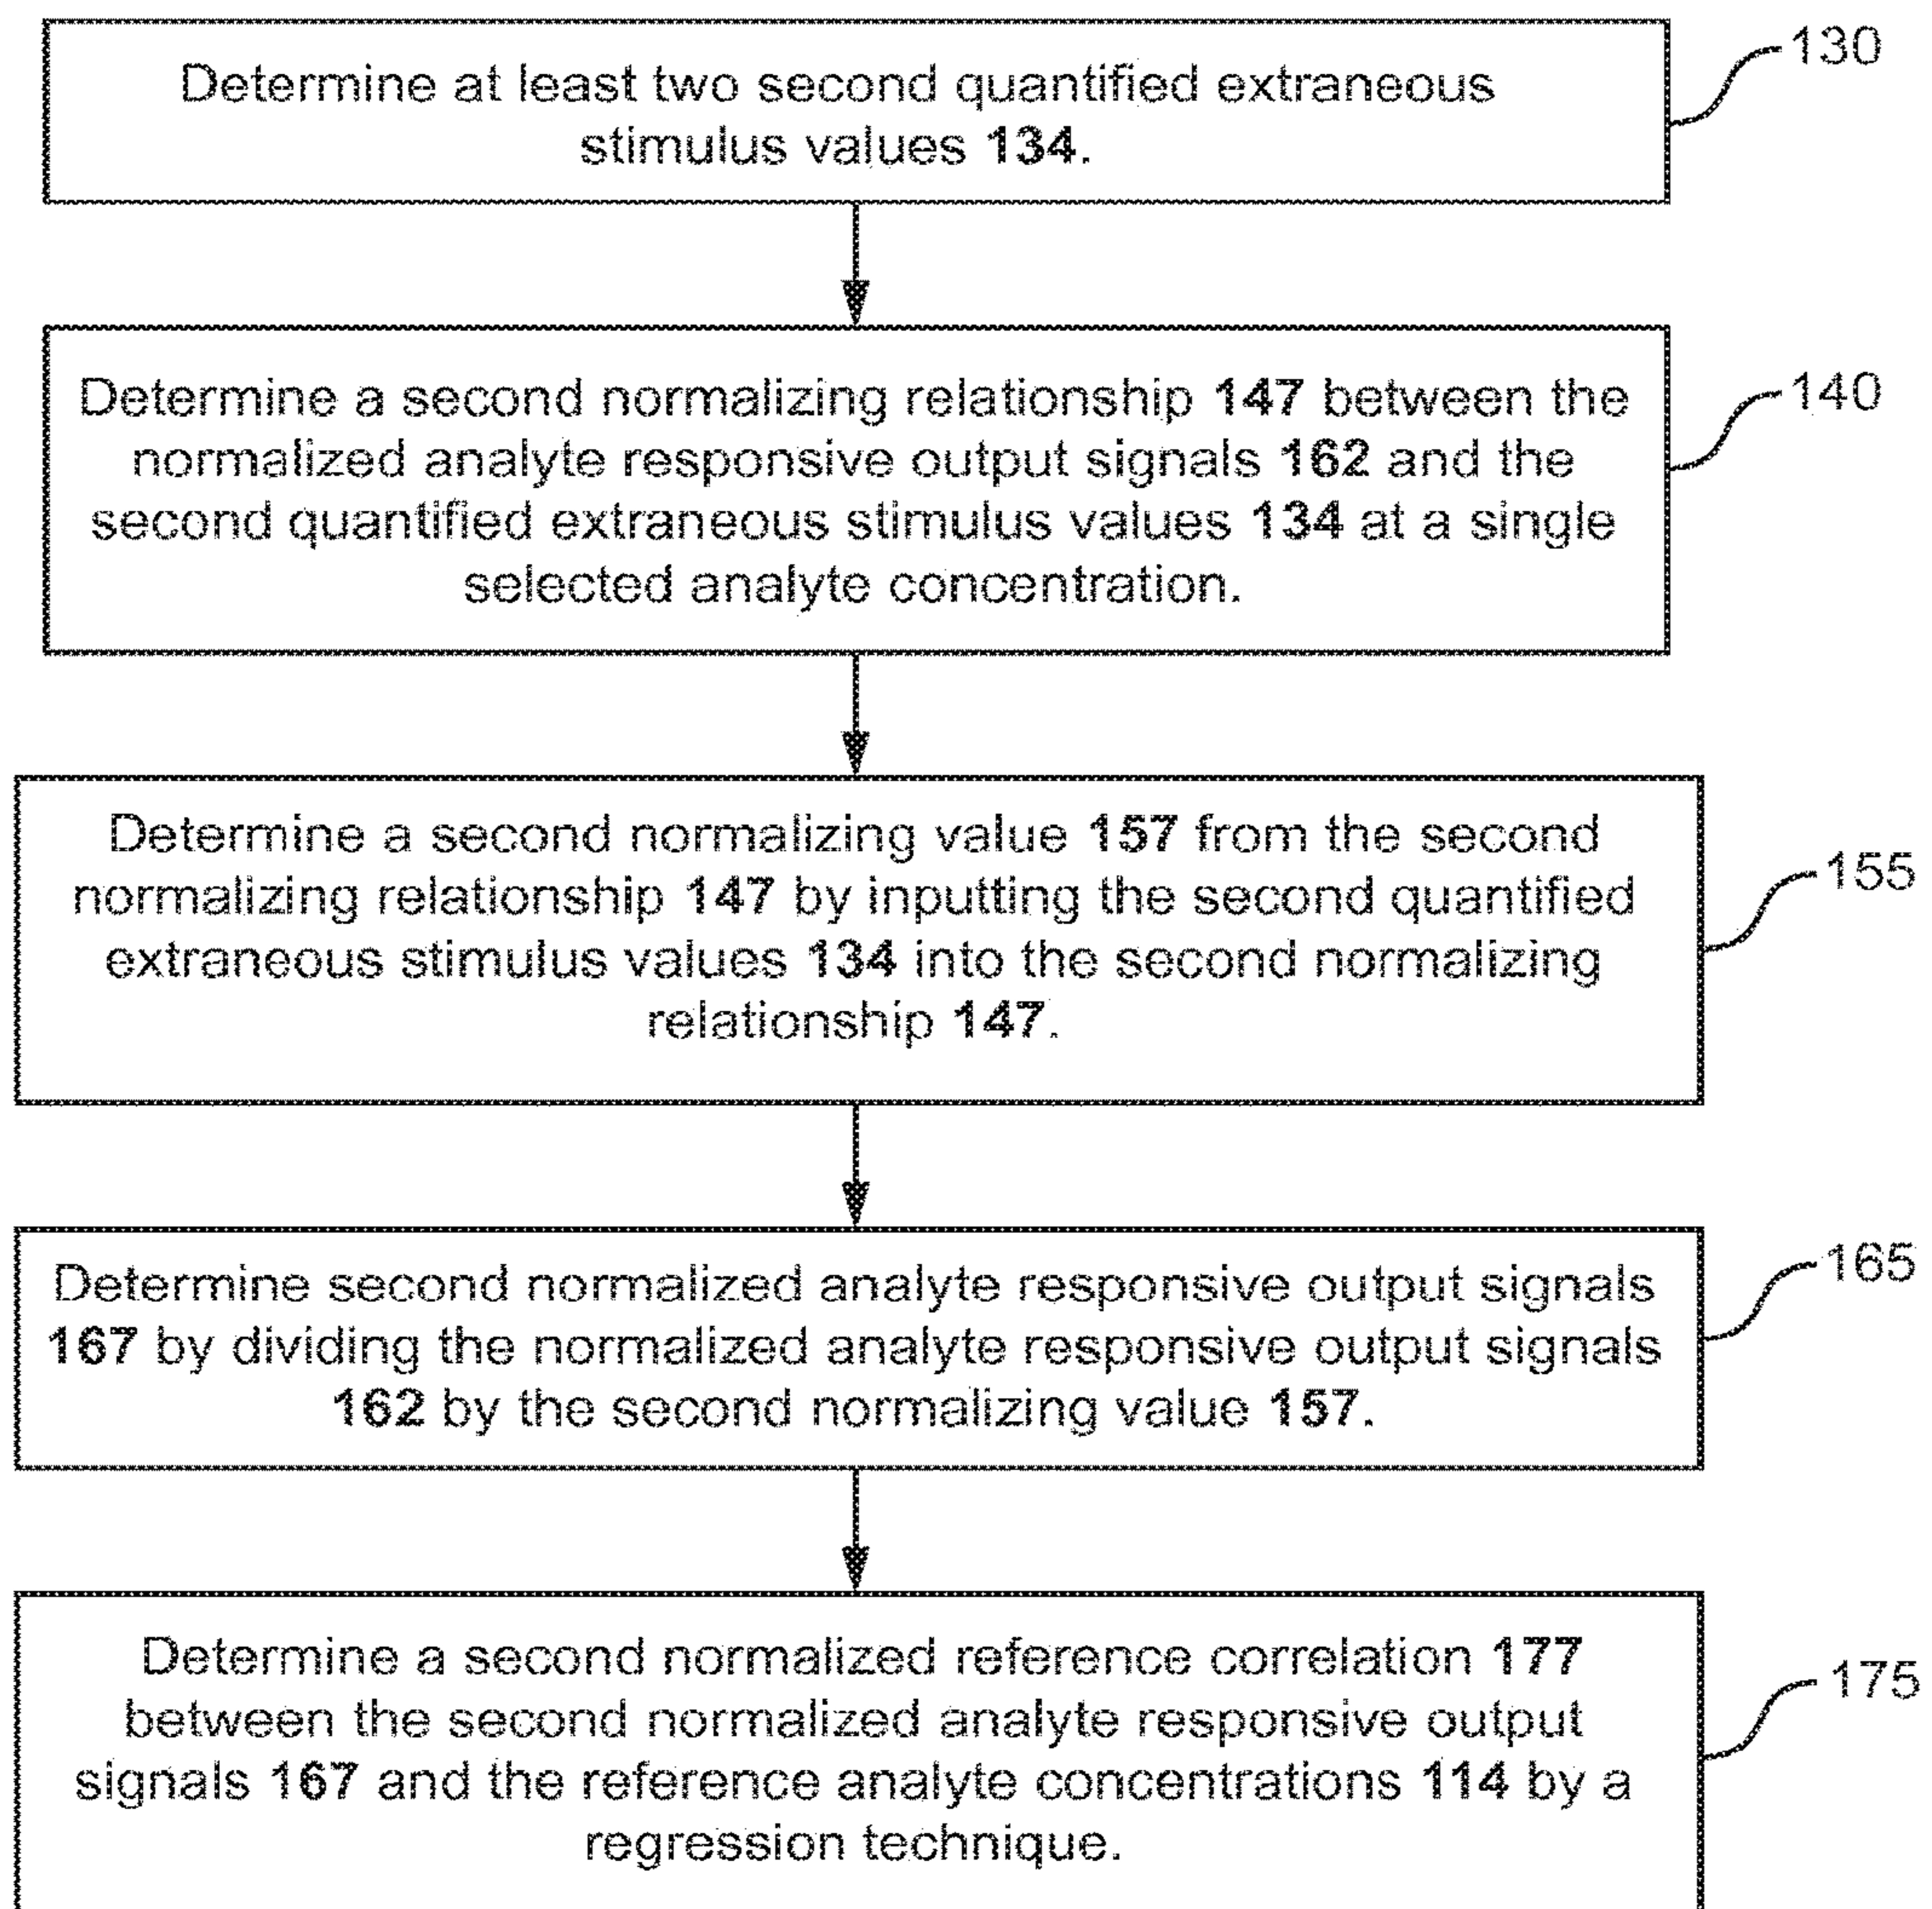 130
Determine at least two second quantified extraneous
stimulus values 134.
140
Determine a second normalizing relationship 147 between the
normalized analyte responsive output signals 162 and the
second quantified extraneous stimulus values 134 at a single
selected analyte concentration.
155
Determine a second normalizing value 157 from the second
normalizing relationship 147 by inputting the second quantified
extraneous stimulus values 134 into the second normalizing
relationship 147.
165
Determine second normalized analyte responsive output signals
167 by dividing the normalized analyte responsive output signals
162 by the second normalizing value 157.
175
Determine a second normalized reference correlation 177
between the second normalized analyte responsive output
signals 167 and the reference analyte concentrations 114 by a
regression technique.